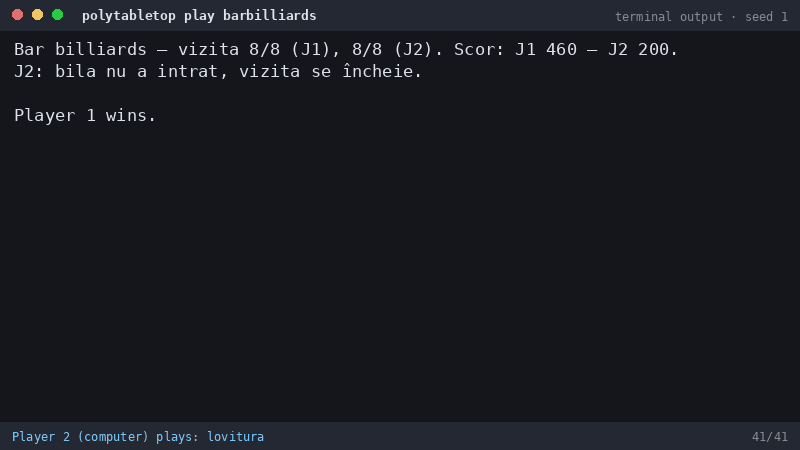 polytabletop play barbilliards
terminal output · seed 1
Bar billiards — vizita 8/8 (J1), 8/8 (J2). Scor: J1 460 — J2 200.
J2: bila nu a intrat, vizita se încheie.
Player 1 wins.
Player 2 (computer) plays: lovitura
41/41